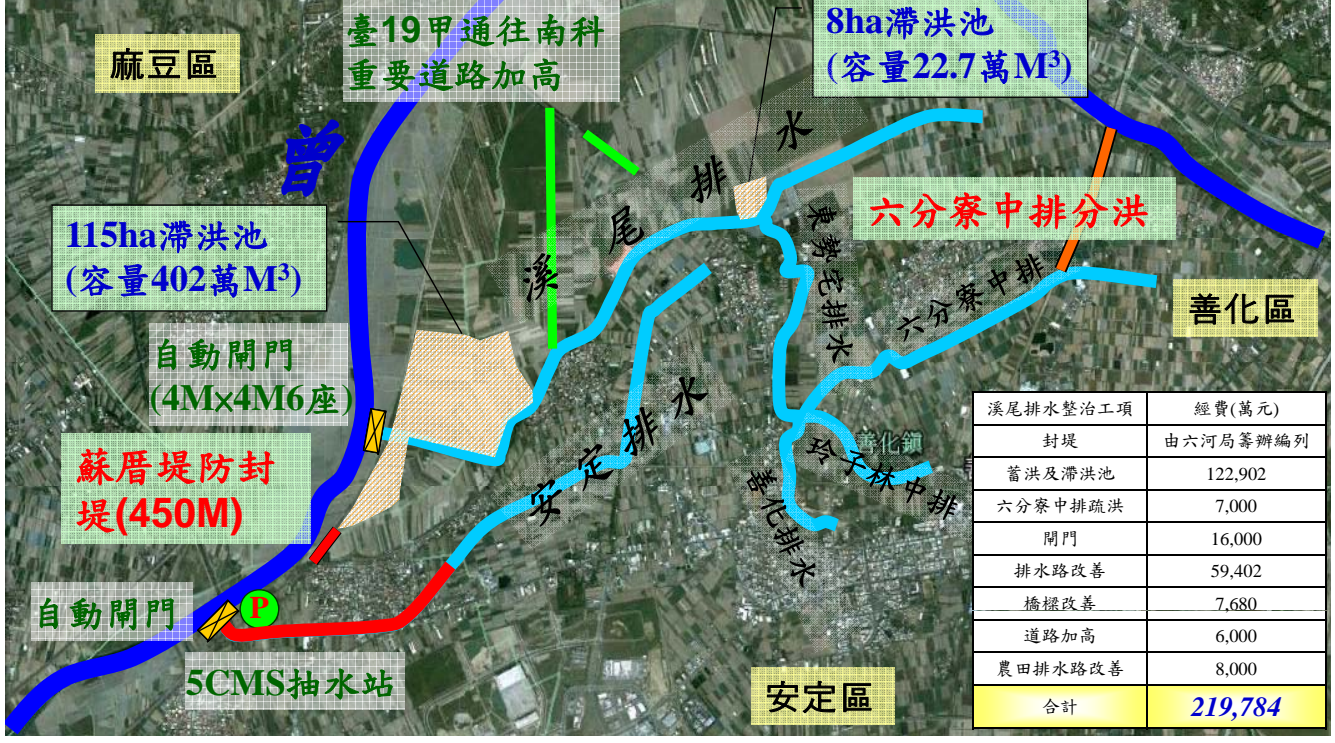 麻豆區
臺19甲通往南科
重要道路加高
8ha滯洪池
(容量22.7萬M³)
曾
溪尾排水
東勢宅排水
六分寮中排分洪
六分寮中排
善化區
115ha滯洪池
(容量402萬M³)
自動閘門
(4M×4M6座)
蘇厝堤防封
堤(450M)
安定排水
善化鎮
玲子林中排
善化排水
自動閘門
P
5CMS抽水站
安定區
溪尾排水整治工項 經費(萬元)
封堤 由六河局籌辦編列
蓄洪及滯洪池 122,902
六分寮中排疏洪 7,000
閘門 16,000
排水路改善 59,402
橋樑改善 7,680
道路加高 6,000
農田排水路改善 8,000
合計 219,784